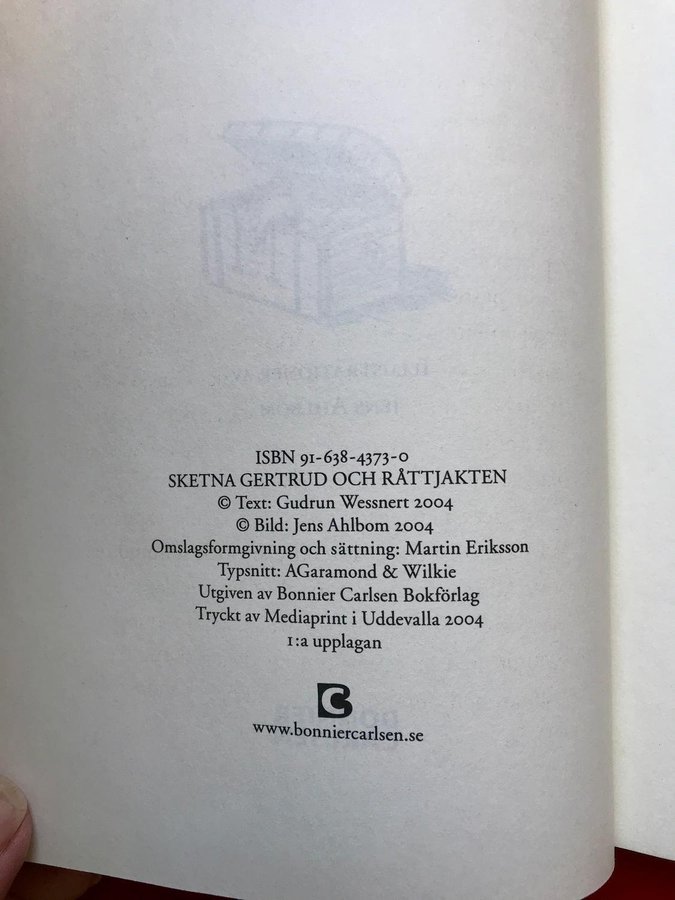 ISBN 91-638-4373-0
SKETNA GERTRUD OCH RÅTTJAKTEN
© Text: Gudrun Wessnert 2004
© Bild: Jens Ahlbom 2004
Omslagsformgivning och sättning: Martin Eriksson
Typsnitt: AGaramond & Wilkie
Utgiven av Bonnier Carlsen Bokförlag
Tryckt av Mediaprint i Uddevalla 2004
1:a upplagan
www.bonniercarlsen.se